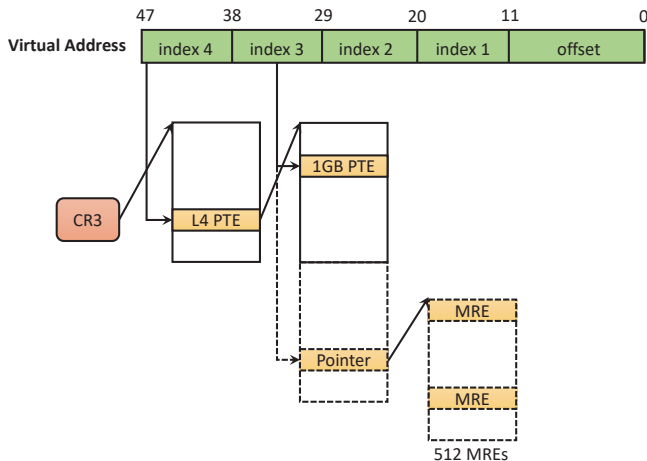 47 38 29 20 11 0
Virtual Address index 4 index 3 index 2 index 1 offset
1GB PTE
CR3 L4 PTE
MRE
Pointer
MRE
512 MREs